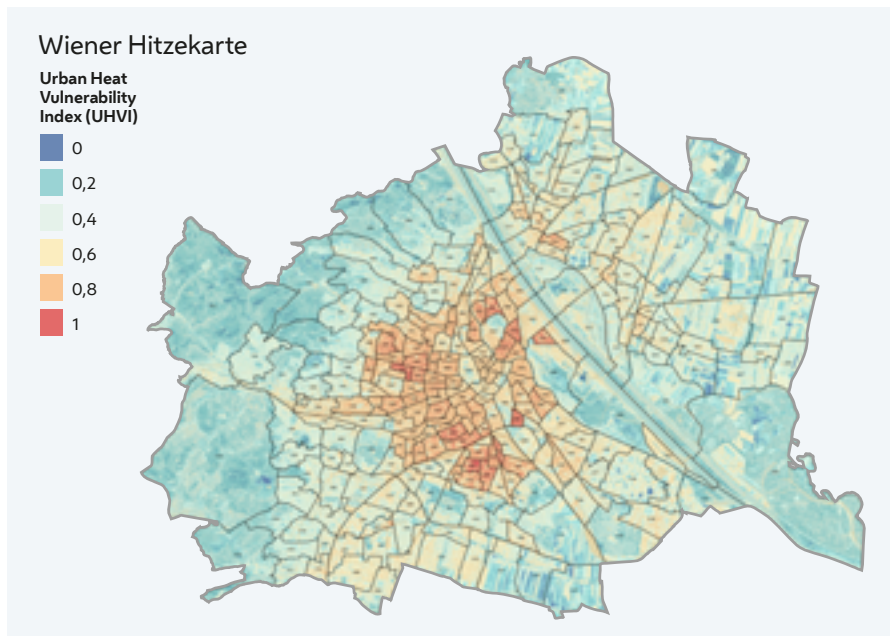 Wiener Hitzekarte
Urban Heat
Vulnerability
Index (UHVI)
0
0,2
0,4
0,6
0,8
1